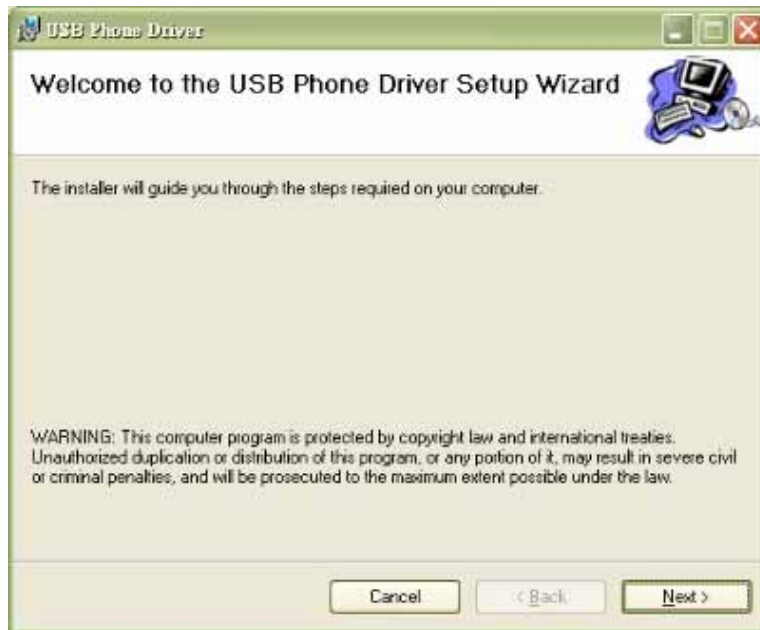 USB Phone Driver
Welcome to the USB Phone Driver Setup Wizard
The installer will guide you through the steps required on your computer.
WARNING: This computer program is protected by copyright law and international treaties.
Unauthorized duplication or distribution of this program, or any portion of it, may result in severe civil
or criminal penalties, and will be prosecuted to the maximum extent possible under the law.
Cancel < Back Next >